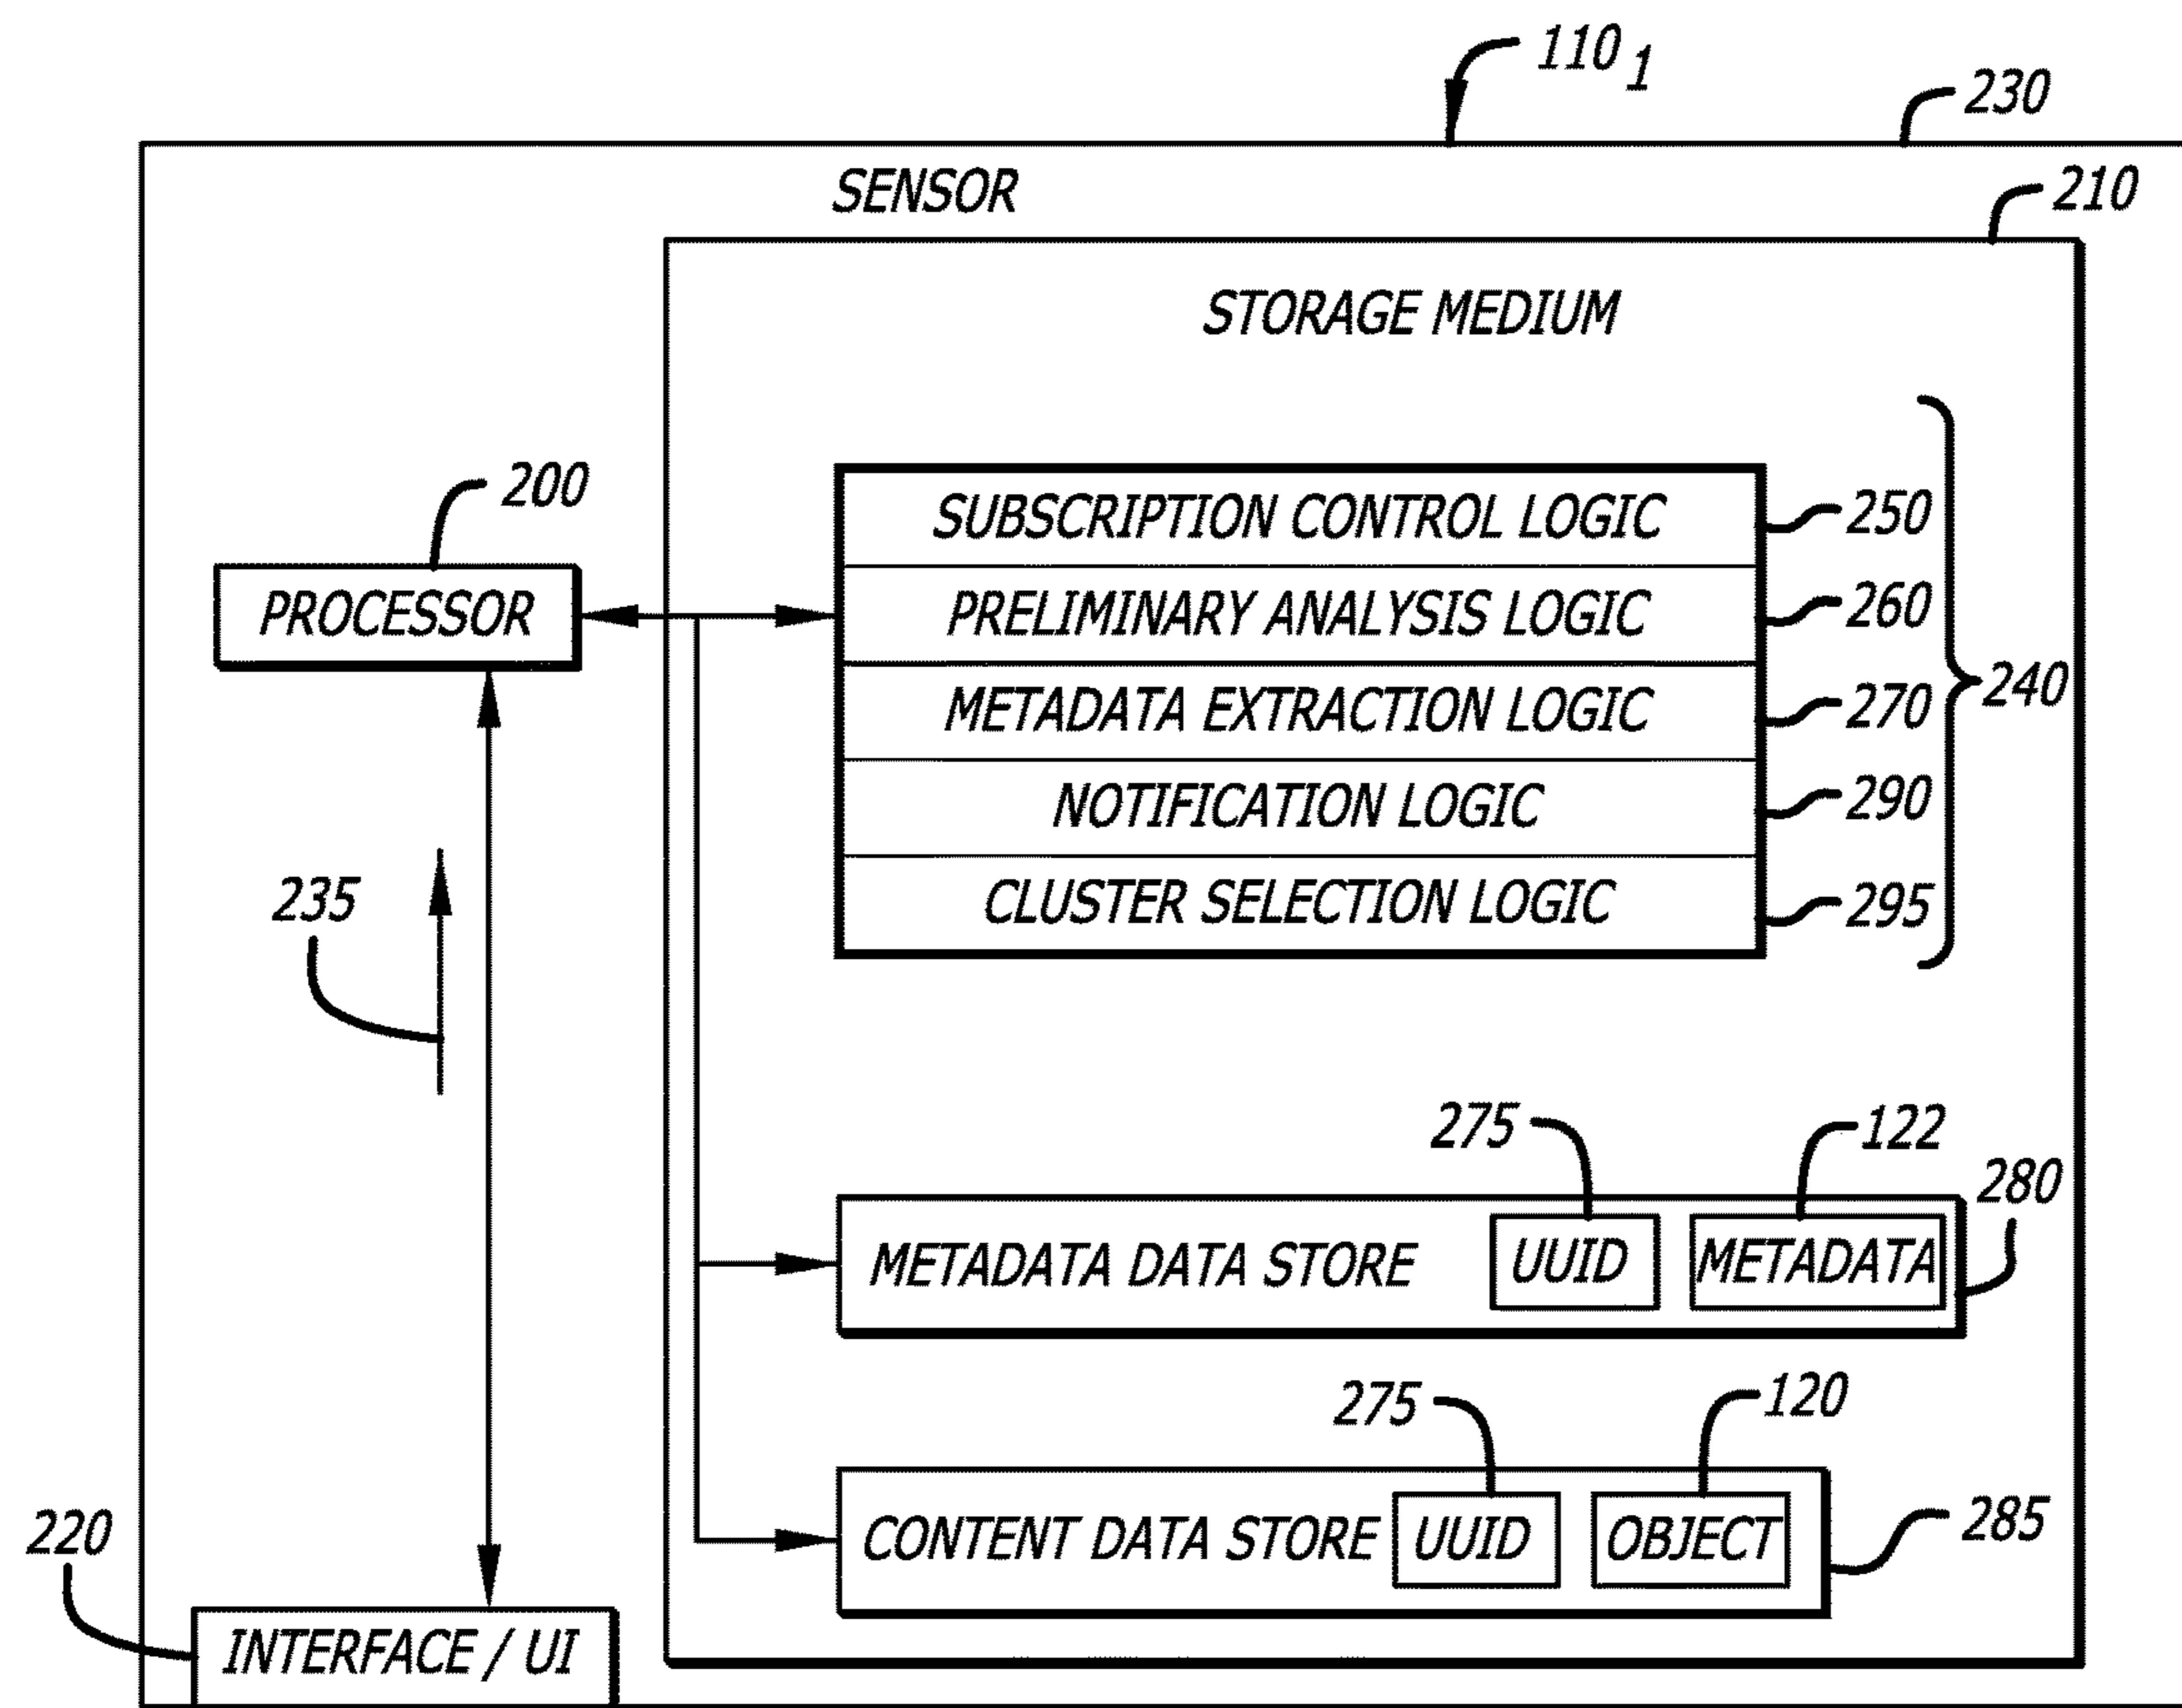 110 1
230
SENSOR
210
STORAGE MEDIUM
200
SUBSCRIPTION CONTROL LOGIC
250
PROCESSOR
PRELIMINARY ANALYSIS LOGIC
260
METADATA EXTRACTION LOGIC
270
240
NOTIFICATION LOGIC
290
235
CLUSTER SELECTION LOGIC
295
275
122
280
METADATA DATA STORE
UUID
METADATA
275
120
220
CONTENT DATA STORE
UUID
OBJECT
285
INTERFACE / UI